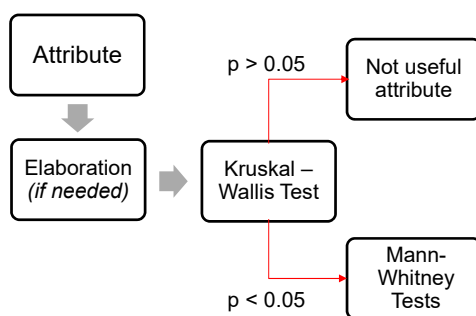 Attribute
Elaboration
(if needed)
Kruskal –
Wallis Test
p > 0.05
Not useful
attribute
p < 0.05
Mann-
Whitney
Tests